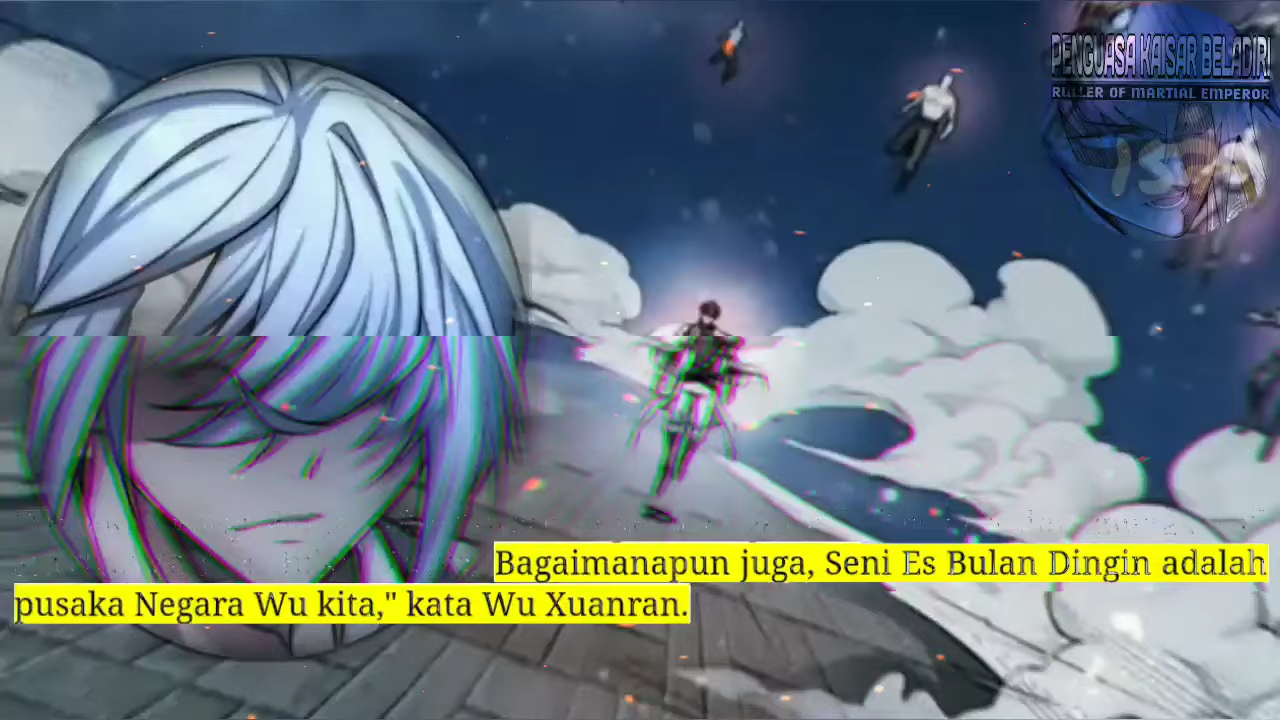 PENGUASA KAISAR BELADIRI
RULLER OF MARTIAL EMPEROR
Bagaimanapun juga, Seni Es Bulan Dingin adalah
pusaka Negara Wu kita," kata Wu Xuanran.